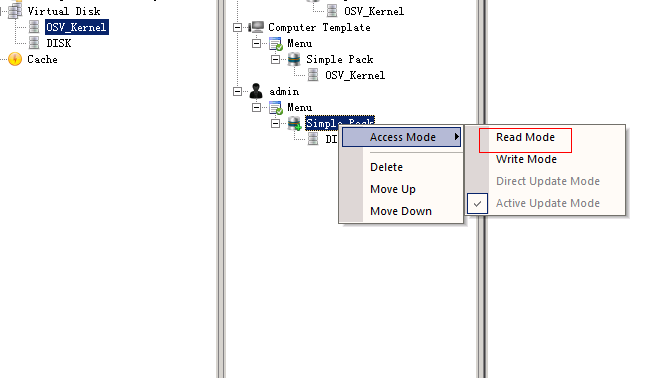 Virtual Disk
OSV_Kernel
DISK
Cache
OSV_Kernel
Computer Template
Menu
Simple Pack
OSV_Kernel
admin
Menu
Simple Pack
DI
Access Mode
Delete
Move Up
Move Down
Read Mode
Write Mode
Direct Update Mode
Active Update Mode